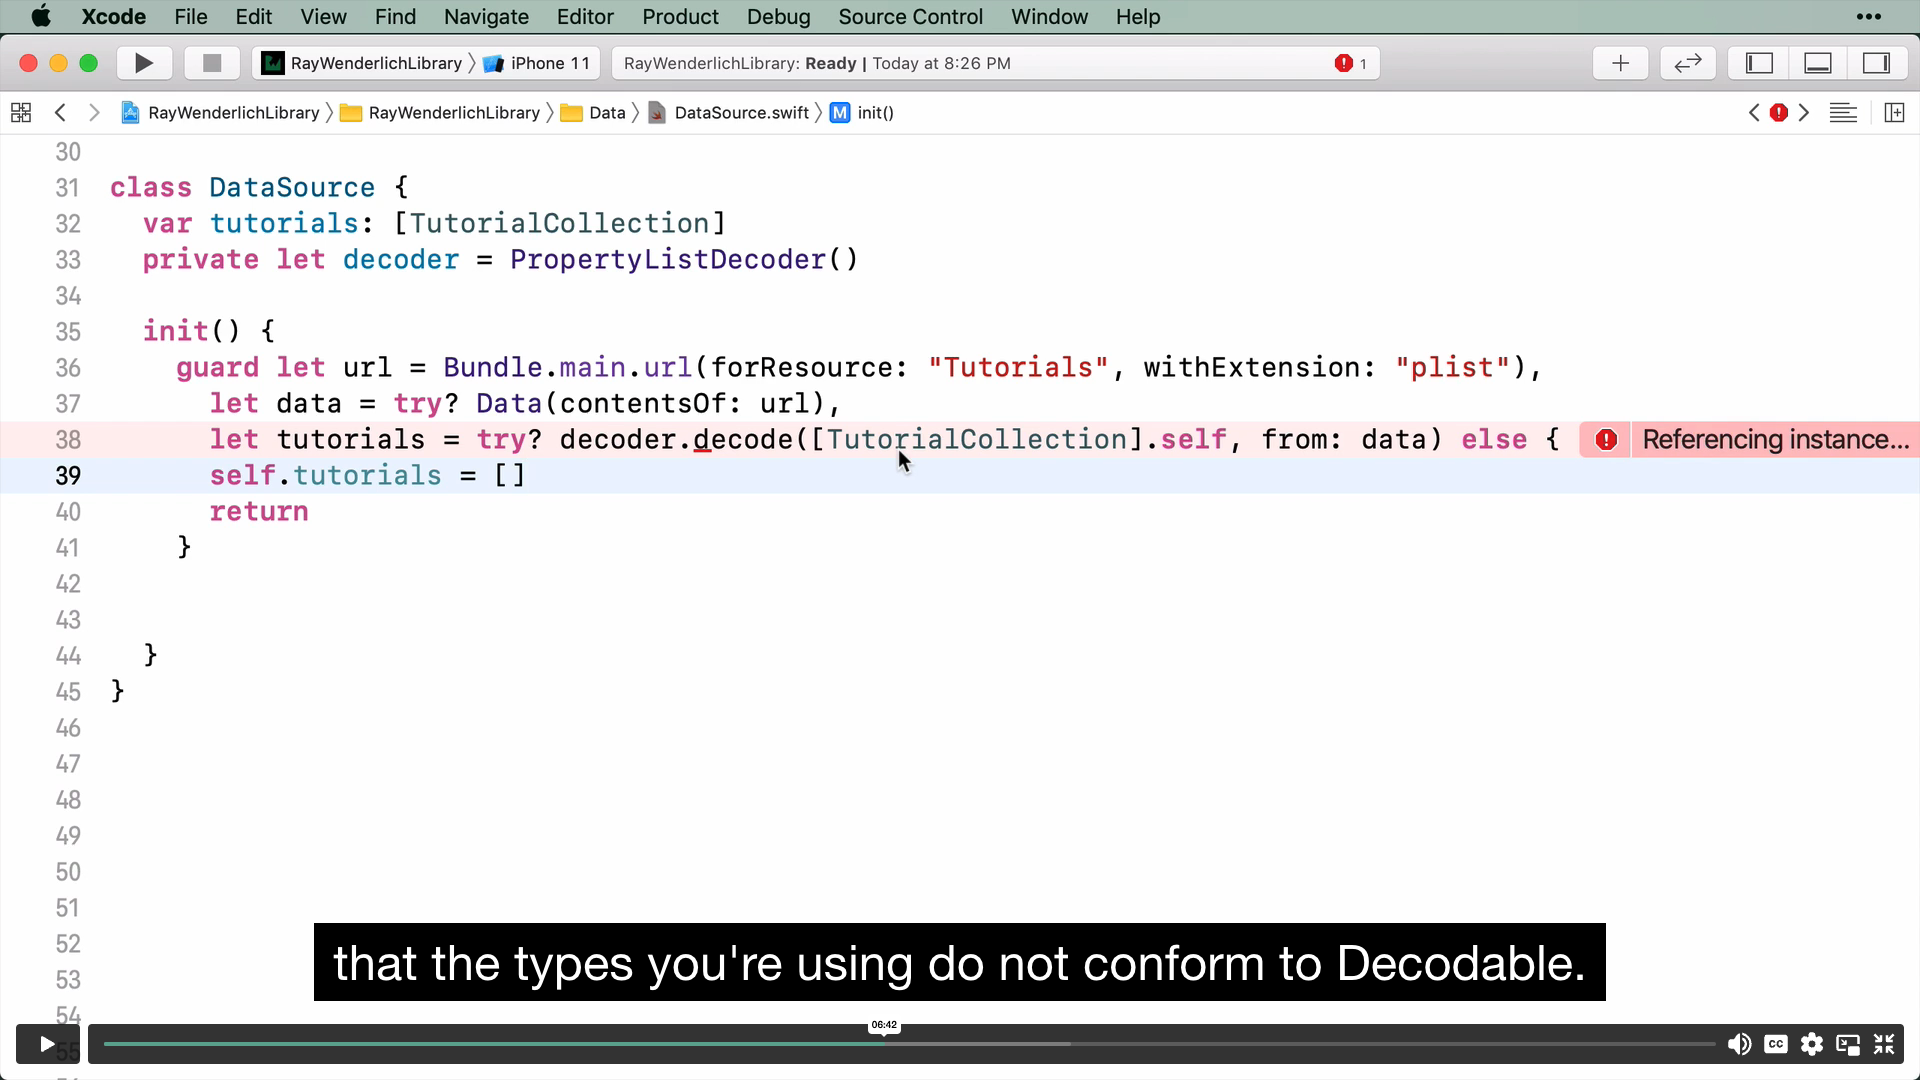 Xcode File Edit View Find Navigate Editor Product Debug Source Control Window Help
RayWenderlichLibrary iPhone 11 RayWenderlichLibrary: Ready | Today at 8:26 PM 1
RayWenderlichLibrary RayWenderlichLibrary Data DataSource.swift M init()
30
31 class DataSource {
32 var tutorials: [TutorialCollection]
33 private let decoder = PropertyListDecoder()
34
35 init() {
36 guard let url = Bundle.main.url(forResource: "Tutorials", withExtension: "plist"),
37 let data = try? Data(contentsOf: url),
38 let tutorials = try? decoder.decode([TutorialCollection].self, from: data) else { Referencing instance...
39 self.tutorials = []
40 return
41 }
42
43
44 }
45 }
46
47
48
49
50
51
52
53
54
55
that the types you're using do not conform to Decodable.
06:42
CC